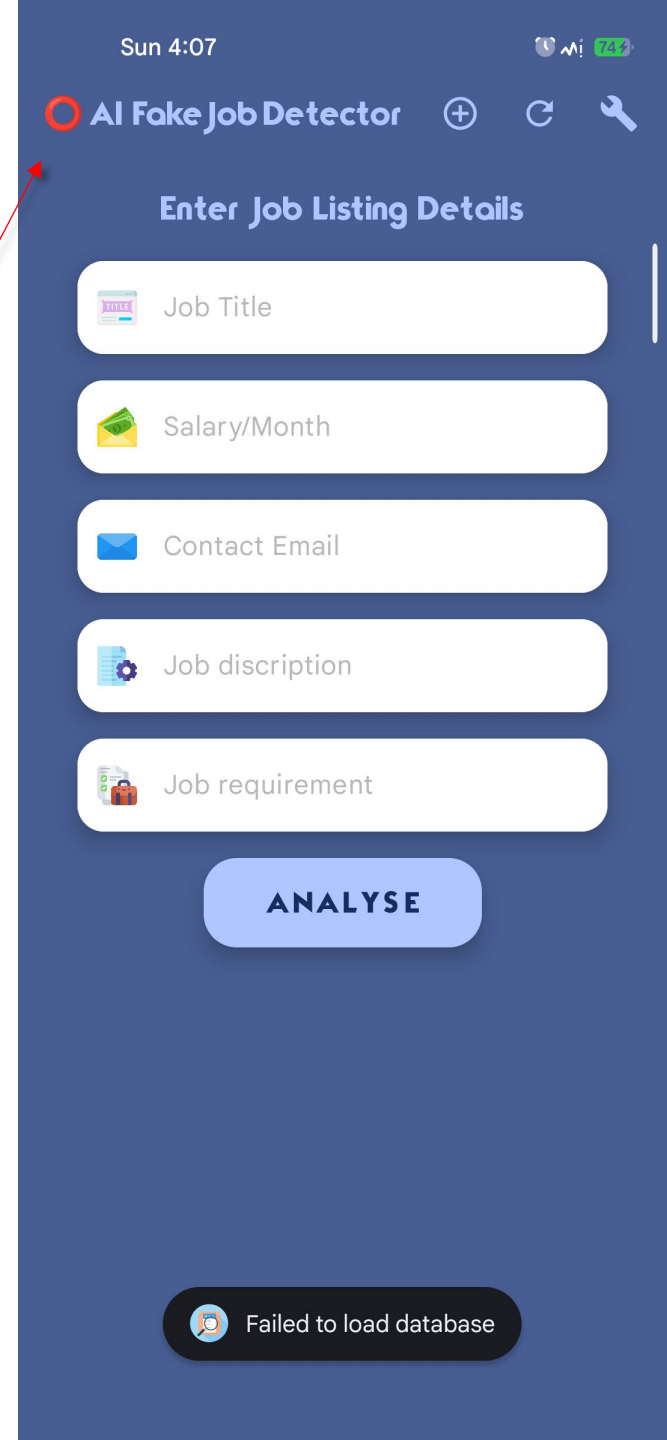 Sun 4:07
74
AI Fake Job Detector
Enter Job Listing Details
TITLE
Job Title
Salary/Month
Contact Email
Job discription
Job requirement
ANALYSE
Failed to load database